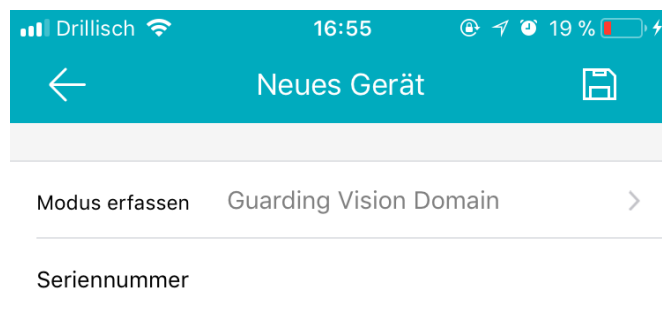 Drillisch 16:55 19 %
Neues Gerät
Modus erfassen Guarding Vision Domain
Seriennummer